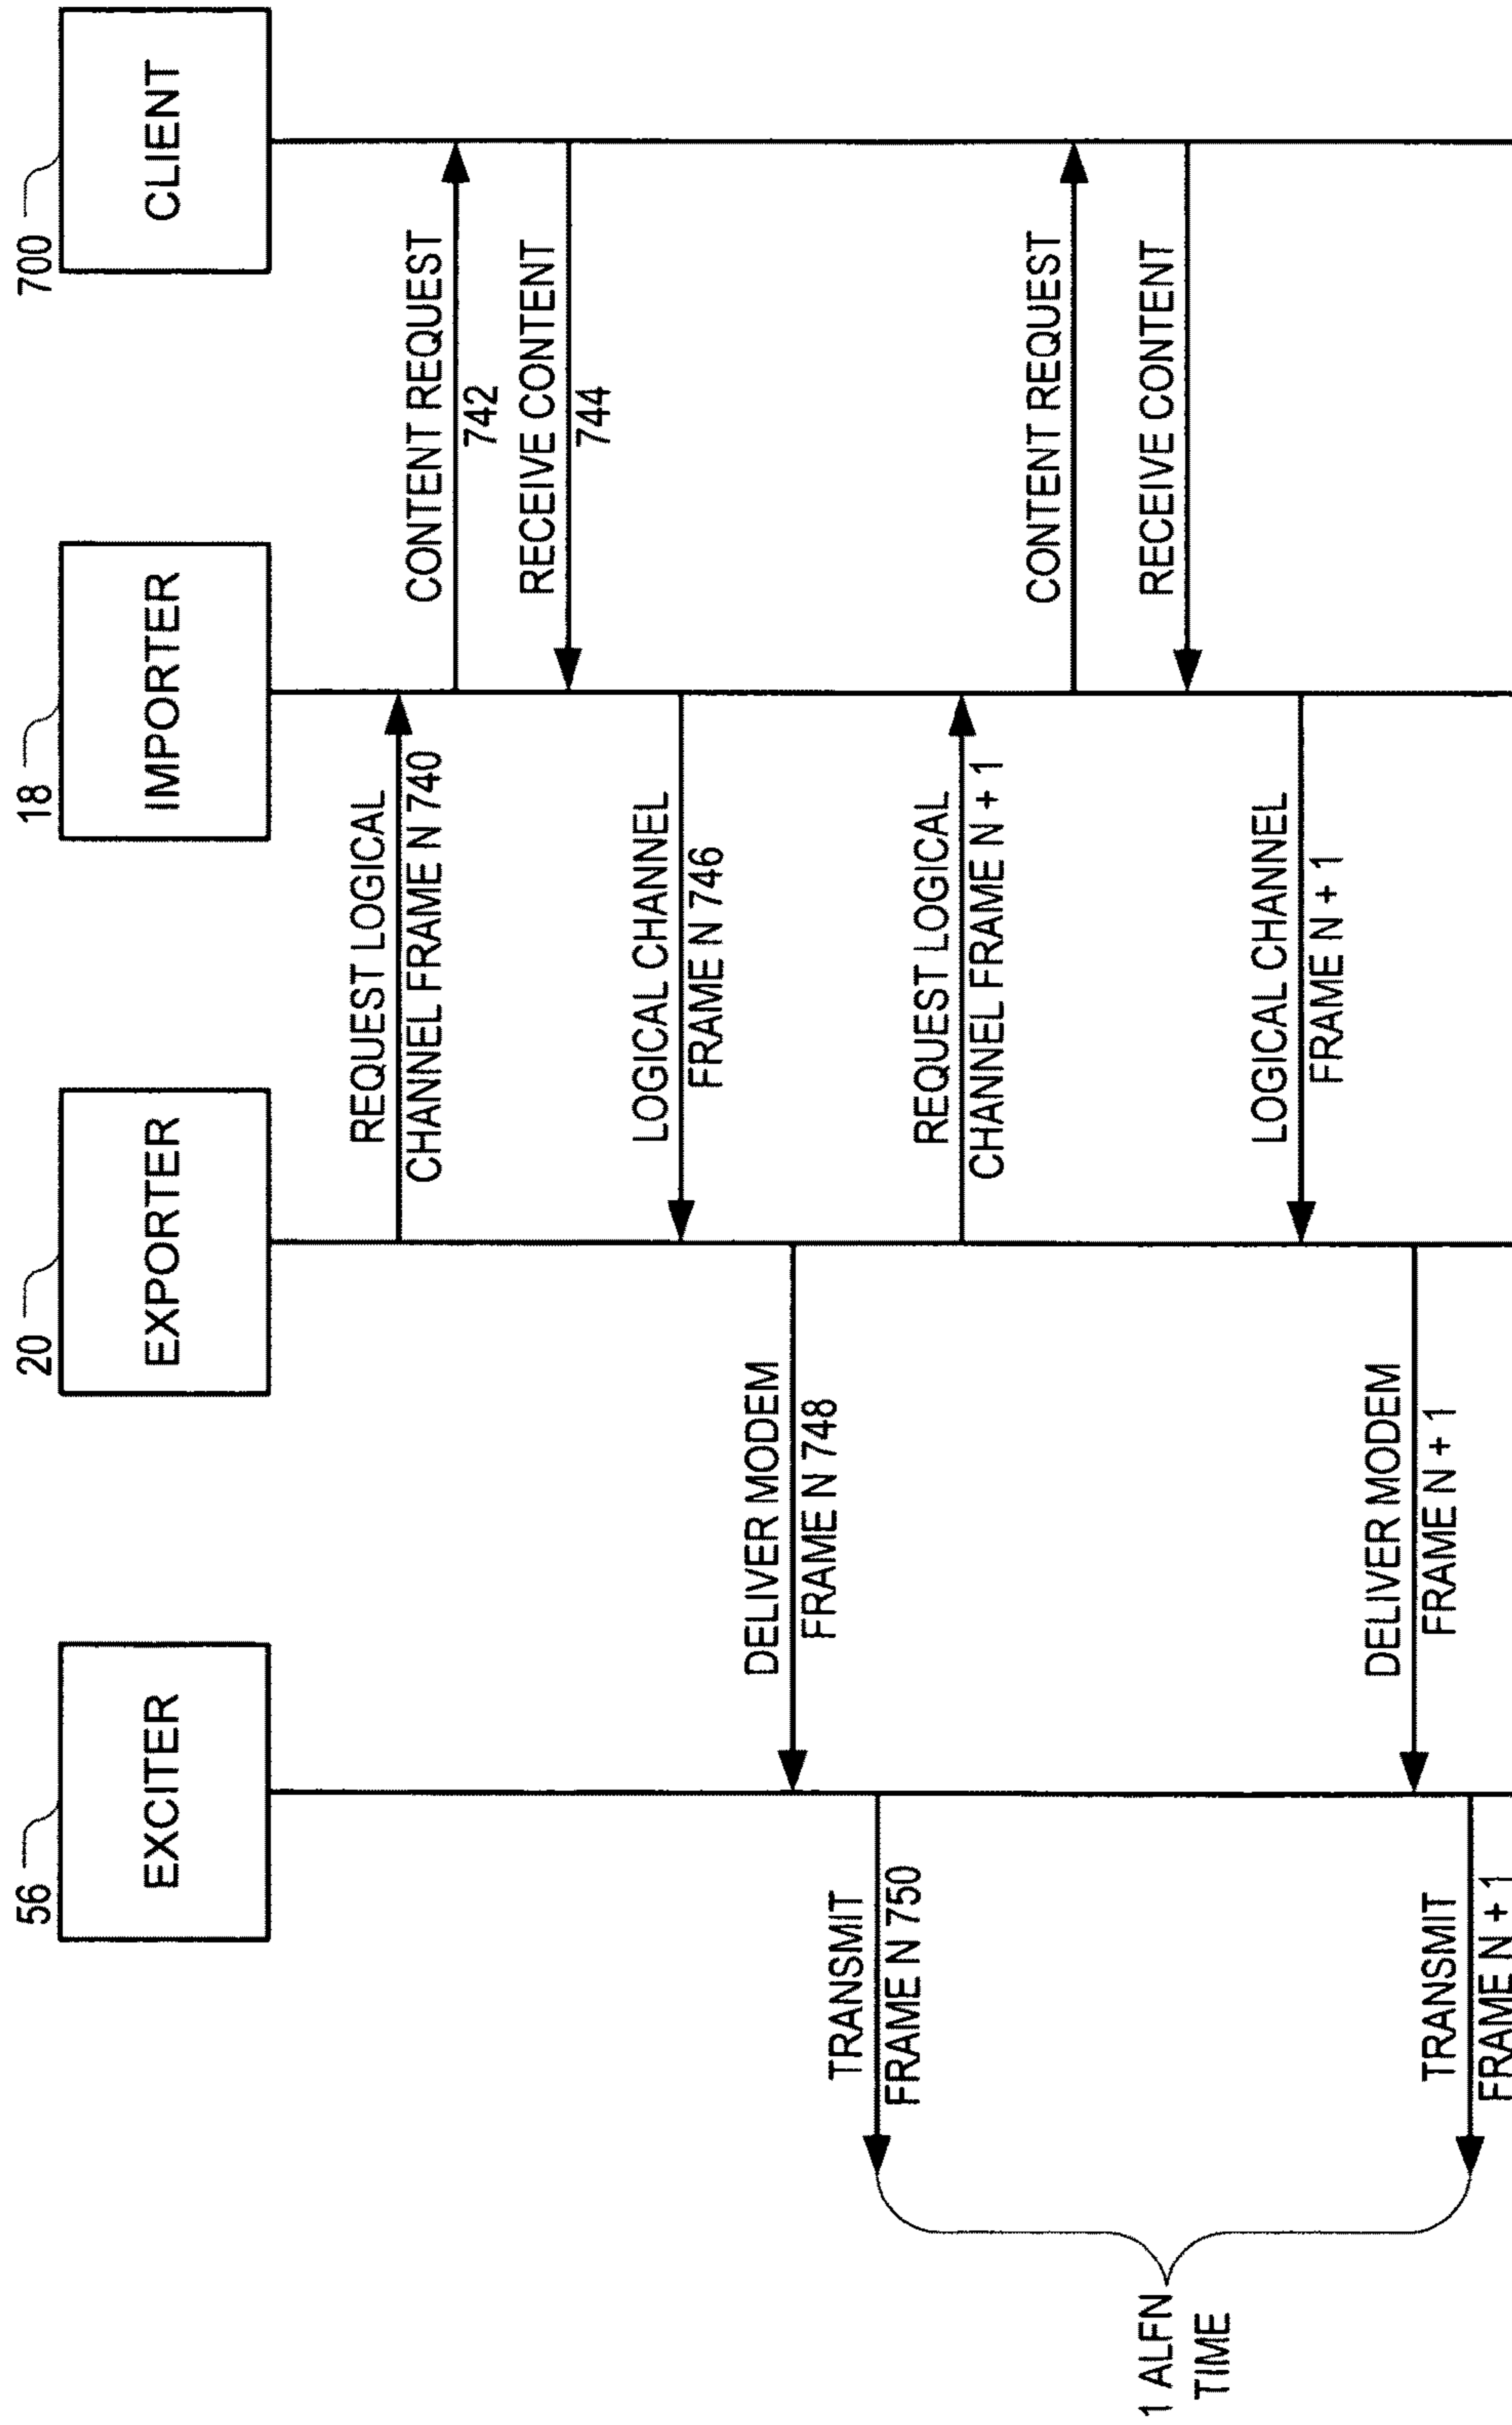 56
EXCITER
20
EXPORTER
18
IMPORTER
700
CLIENT
REQUEST LOGICAL
CHANNEL FRAME N 740
CONTENT REQUEST
742
RECEIVE CONTENT
744
LOGICAL CHANNEL
FRAME N 746
DELIVER MODEM
FRAME N 748
TRANSMIT
FRAME N 750
REQUEST LOGICAL
CHANNEL FRAME N + 1
CONTENT REQUEST
RECEIVE CONTENT
LOGICAL CHANNEL
FRAME N + 1
DELIVER MODEM
FRAME N + 1
TRANSMIT
FRAME N + 1
1 ALFN
TIME